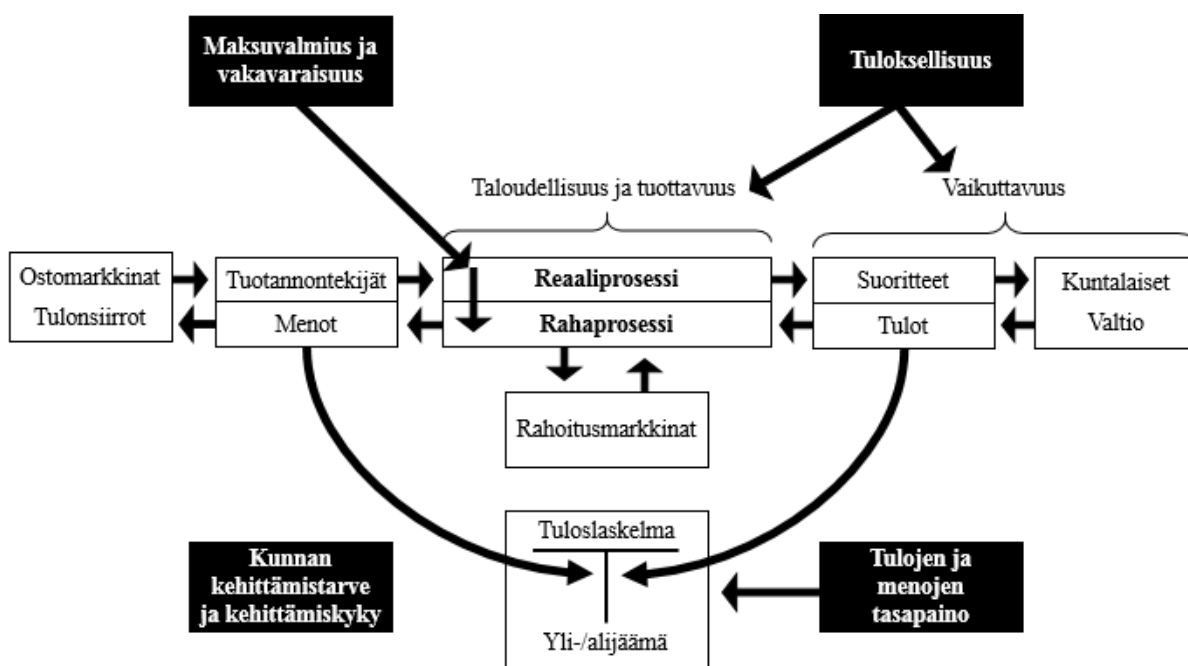 Maksuvalmius ja
vakavaraisuus
Tuloksellisuus
Taloudellisuus ja tuottavuus
Vaikuttavuus
Ostomarkkinat
Tulonsiirrot
Tuotannontekijät
Menot
Reaaliprosessi
Rahaprosessi
Suoritteet
Tulot
Kuntalaiset
Valtio
Rahoitusmarkkinat
Tuloslaskelma
Yli-/alijäämä
Kunnan
kehittämistarve
ja kehittämiskyky
Tulojen ja
menojen
tasapaino